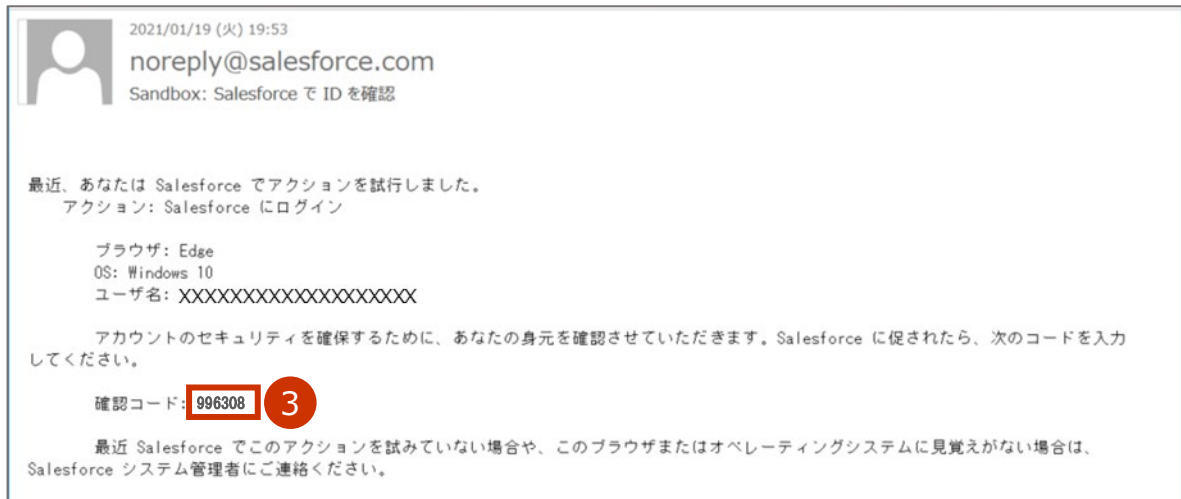 2021/01/19 (火) 19:53
noreply@salesforce.com
Sandbox: Salesforce で ID を確認
最近、あなたは Salesforce でアクションを試行しました。
アクション: Salesforce にログイン
ブラウザ: Edge
OS: Windows 10
ユーザ名: XXXXXXXXXXXXXXXXXXX
アカウントのセキュリティを確保するために、あなたの身元を確認させていただきます。Salesforce に促されたら、次のコードを入力
してください。
確認コード: 996308 3
最近 Salesforce でこのアクションを試みていない場合や、このブラウザまたはオペレーティングシステムに見覚えがない場合は、
Salesforce システム管理者にご連絡ください。